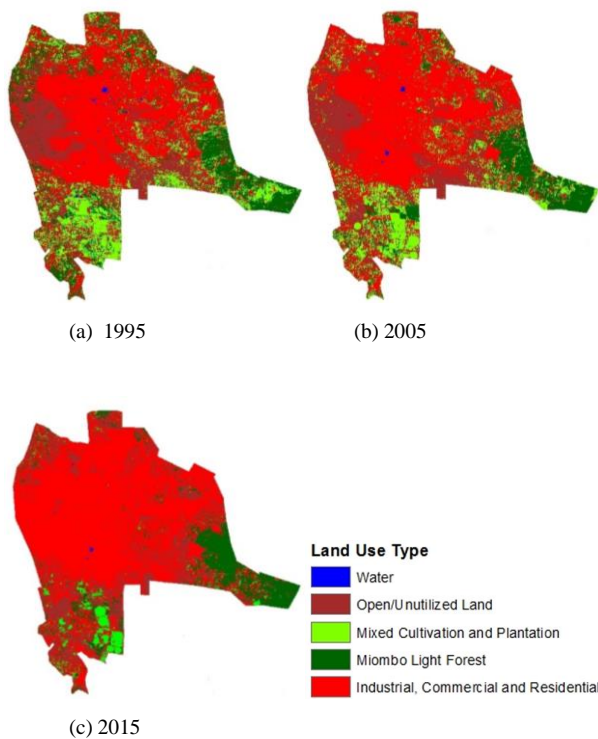 (a) 1995
(b) 2005
(c) 2015
Land Use Type
Water
Open/Unutilized Land
Mixed Cultivation and Plantation
Miombo Light Forest
Industrial, Commercial and Residential